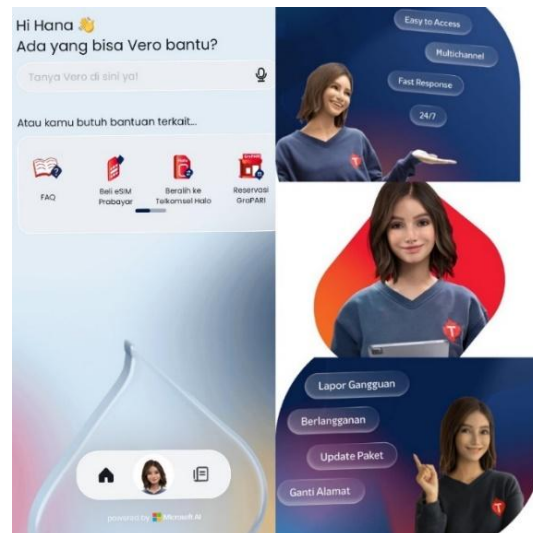 Hi Hana 👋
Ada yang bisa Vero bantu?
Tanya Vero di sini ya!
Atau kamu butuh bantuan terkait...
FAQ
Beli eSIM
Prabayar
Beralih ke
Telkomsel Halo
Reservasi
GraPARI
powered by Microsoft AI
Easy to Access
Multichannel
Fast Response
24/7
Lapor Gangguan
Berlangganan
Update Paket
Ganti Alamat